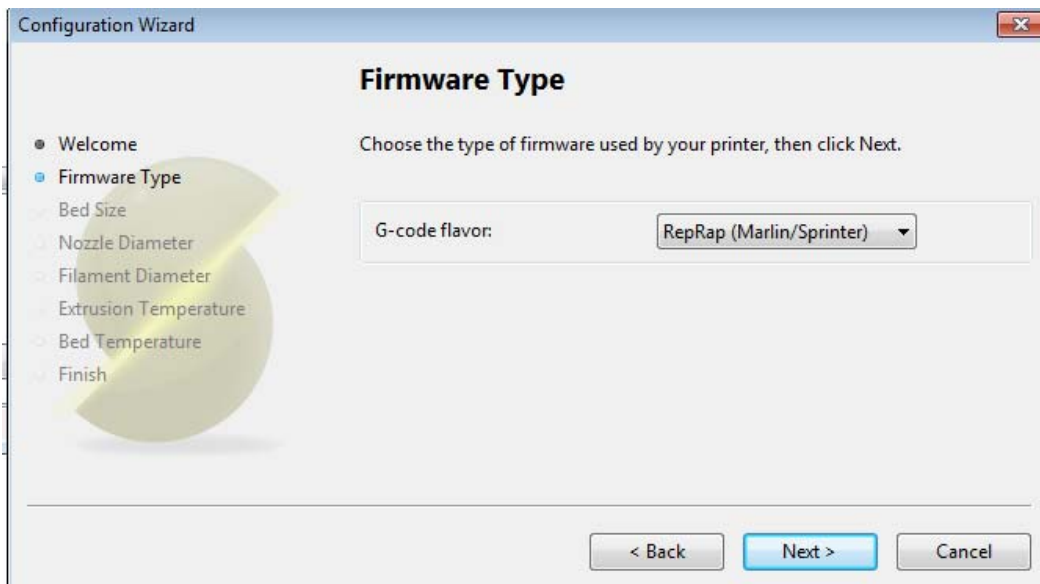 Configuration Wizard
Firmware Type
Welcome
Firmware Type
Bed Size
Nozzle Diameter
Filament Diameter
Extrusion Temperature
Bed Temperature
Finish
Choose the type of firmware used by your printer, then click Next.
G-code flavor:
RepRap (Marlin/Sprinter)
< Back
Next >
Cancel